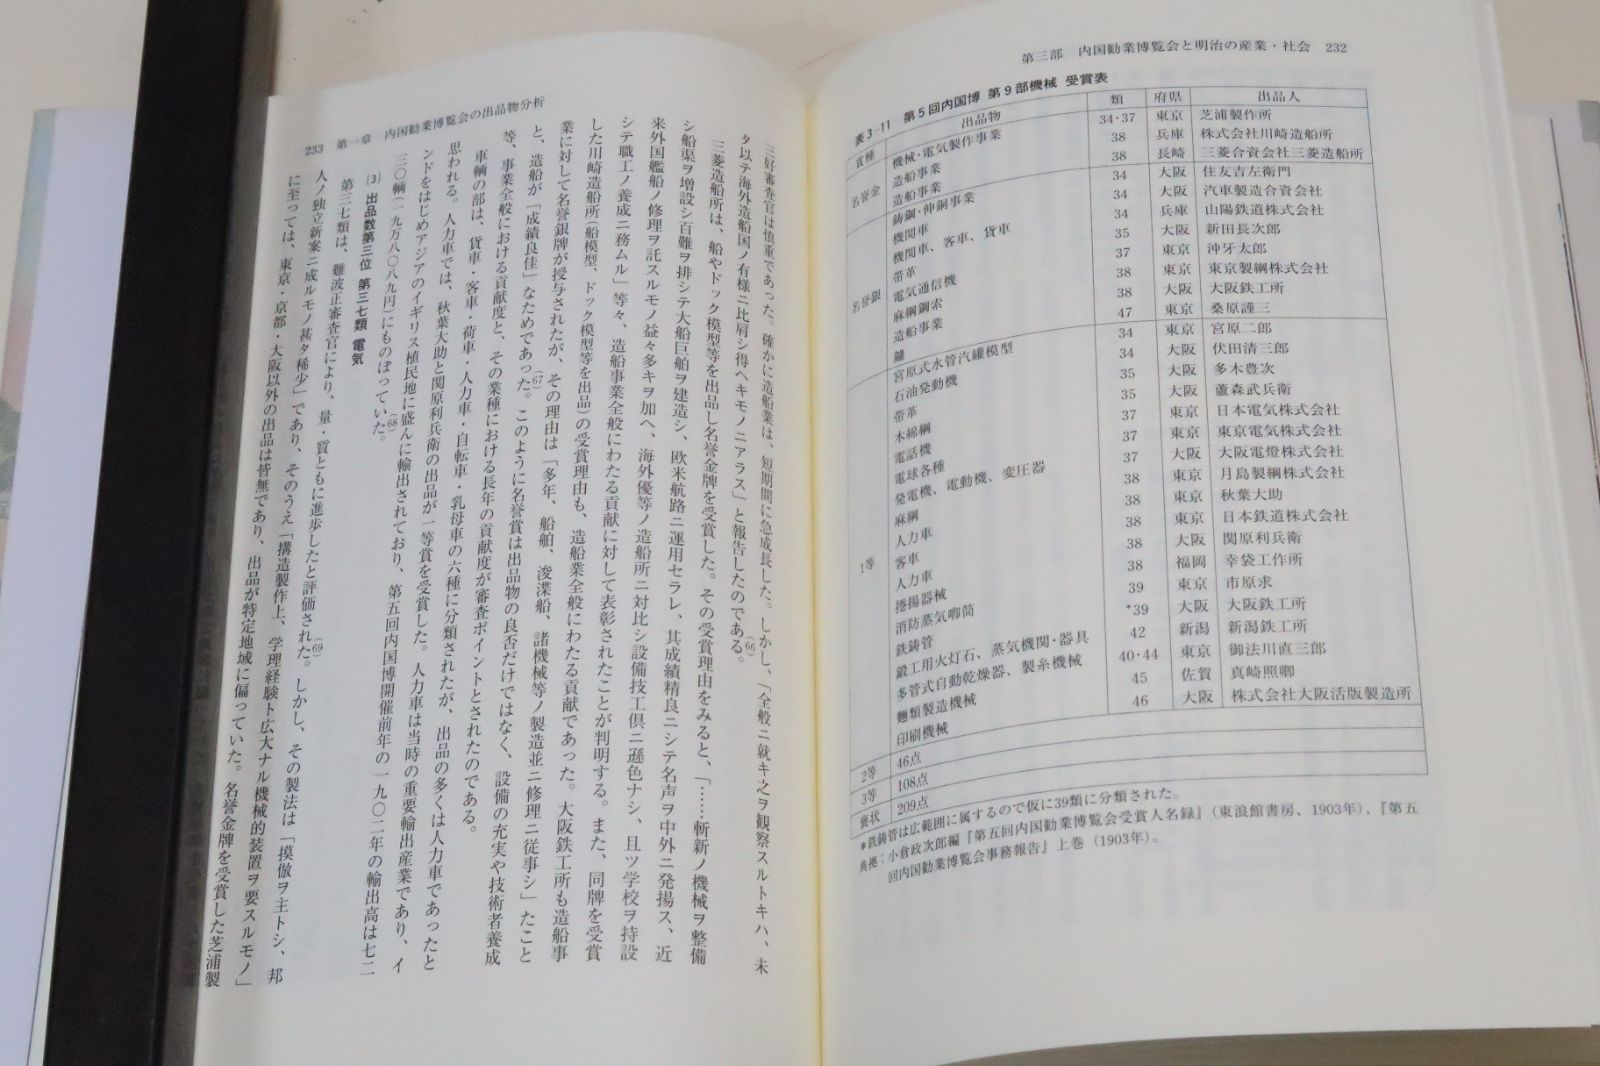 第三部　内国勧業博覧会と明治の産業・社会　232
表3-11　第5回内国博 第9部機械 受賞表
賞種　出品物　類　府県　出品人
名誉金　機械・電気製作事業　34・37　東京　芝浦製作所
造船事業　38　兵庫　株式会社川崎造船所
造船事業　38　長崎　三菱合資会社三菱造船所
名誉銀　鋳鋼・伸銅事業　34　大阪　住友吉左衛門
機関車　34　大阪　汽車製造合資会社
機関車、客車、貨車　34　兵庫　山陽鉄道株式会社
帯革　35　大阪　新田長次郎
電気通信機　37　東京　沖牙太郎
麻綱鋼索　38　東京　東京製綱株式会社
造船事業　38　大阪　大阪鉄工所
鑢　47　東京　桑原謹三
1等　宮原式水管汽罐模型　34　東京　宮原二郎
石油発動機　34　大阪　伏田清三郎
帯革　35　大阪　多木豊次
木綿綱　35　大阪　蘆森武兵衛
電話機　37　東京　日本電気株式会社
電球各種　37　東京　東京電気株式会社
発電機、電動機、変圧器　37　大阪　大阪電燈株式会社
麻綱　38　東京　月島製綱株式会社
人力車　38　東京　秋葉大助
客車　38　東京　日本鉄道株式会社
人力車　38　大阪　関原利兵衛
捲揚器械　38　福岡　幸袋工作所
消防蒸気喞筒　39　東京　市原求
鉄鋳管　*39　大阪　大阪鉄工所
鍛工用火灯石、蒸気機関・器具　42　新潟　新潟鉄工所
多管式自動乾燥器、製糸機械　40・44　東京　御法川直三郎
麺類製造機械　45　佐賀　真崎照郷
印刷機械　46　大阪　株式会社大阪活版製造所
2等　46点
3等　108点
褒状　209点
*鉄鋳管は広範囲に属するので仮に39類に分類された。
典拠：小倉政次郎編『第五回内国勧業博覧会受賞人名録』（東浪館書房、1903年）、『第五
回内国勧業博覧会事務報告』上巻（1903年）。
233　第一章　内国勧業博覧会の出品物分析
三好審査官は慎重であった。確かに造船業は、短期間に急成長した。しかし、「全般ニ就キ之ヲ観察スルトキハ、未
タ以テ海外造船国ノ有様ニ比肩シ得ヘキモノニアラス」と報告したのである。(66)
三菱造船所は、船やドック模型等を出品し名誉金牌を受賞した。その受賞理由をみると、「……斬新ノ機械ヲ整備
シ船渠ヲ増設シ百難ヲ排シテ大船巨舶ヲ建造シ、欧米航路ニ運用セラレ、其成績精良ニシテ名声ヲ中外ニ発揚ス、近
来外国艦船ノ修理ヲ託スルモノ益々多キヲ加ヘ、海外優等ノ造船所ニ対比シ設備技工倶ニ遜色ナシ、且ツ学校ヲ持設
シテ職工ノ養成ニ務ムル」等々、造船事業全般にわたる貢献に対して表彰されたことが判明する。また、同牌を受賞
した川崎造船所（船模型、ドック模型等を出品）の受賞理由も、造船業全般にわたる貢献であった。大阪鉄工所も造船事
業に対して名誉銀牌が授与されたが、その理由は「多年、船舶、浚渫船、諸機械等ノ製造並ニ修理ニ従事シ」たこと
と、造船が「成績良佳」なためであった。(67)このように名誉賞は出品物の良否だけではなく、設備の充実や技術者養成
等、事業全般における貢献度と、その業種における長年の貢献度が審査ポイントとされたのである。
車輌の部は、貨車・客車・荷車・人力車・自転車・乳母車の六種に分類されたが、出品の多くは人力車であったと
思われる。人力車では、秋葉大助と関原利兵衛の出品が一等賞を受賞した。人力車は当時の重要輸出産業であり、イ
ンドをはじめアジアのイギリス植民地に盛んに輸出されており、第五回内国博開催前年の一九〇二年の輸出高は七二
三〇輌（一九万八〇八九円）にものぼっていた。(68)
(3)　出品数第三位　第三七類　電気
第三七類は、難波正審査官により、量・質ともに進歩したと評価された。(69)しかし、その製法は「摸倣ヲ主トシ、邦
人ノ独立新案ニ成ルモノ甚タ稀少」であり、そのうえ「搆造製作上、学理経験ト広大ナル機械的装置ヲ要スルモノ」
に至っては、東京・京都・大阪以外の出品は皆無であり、出品が特定地域に偏っていた。名誉金牌を受賞した芝浦製